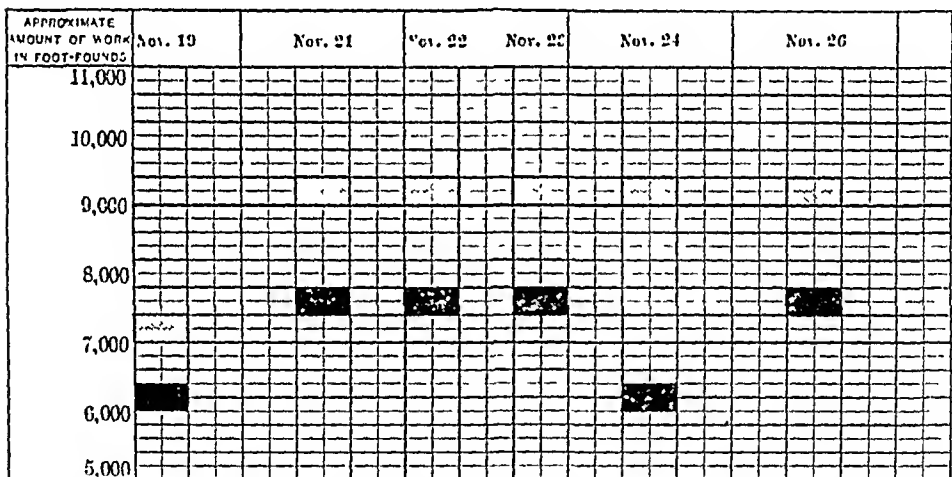 APPROXIMATE
AMOUNT OF WORK
IN FOOT-POUNDS
Nov. 19 Nov. 21 Nov. 22 Nov. 23 Nov. 24 Nov. 26
11,000
10,000
9,000
8,000
7,000
6,000
5,000